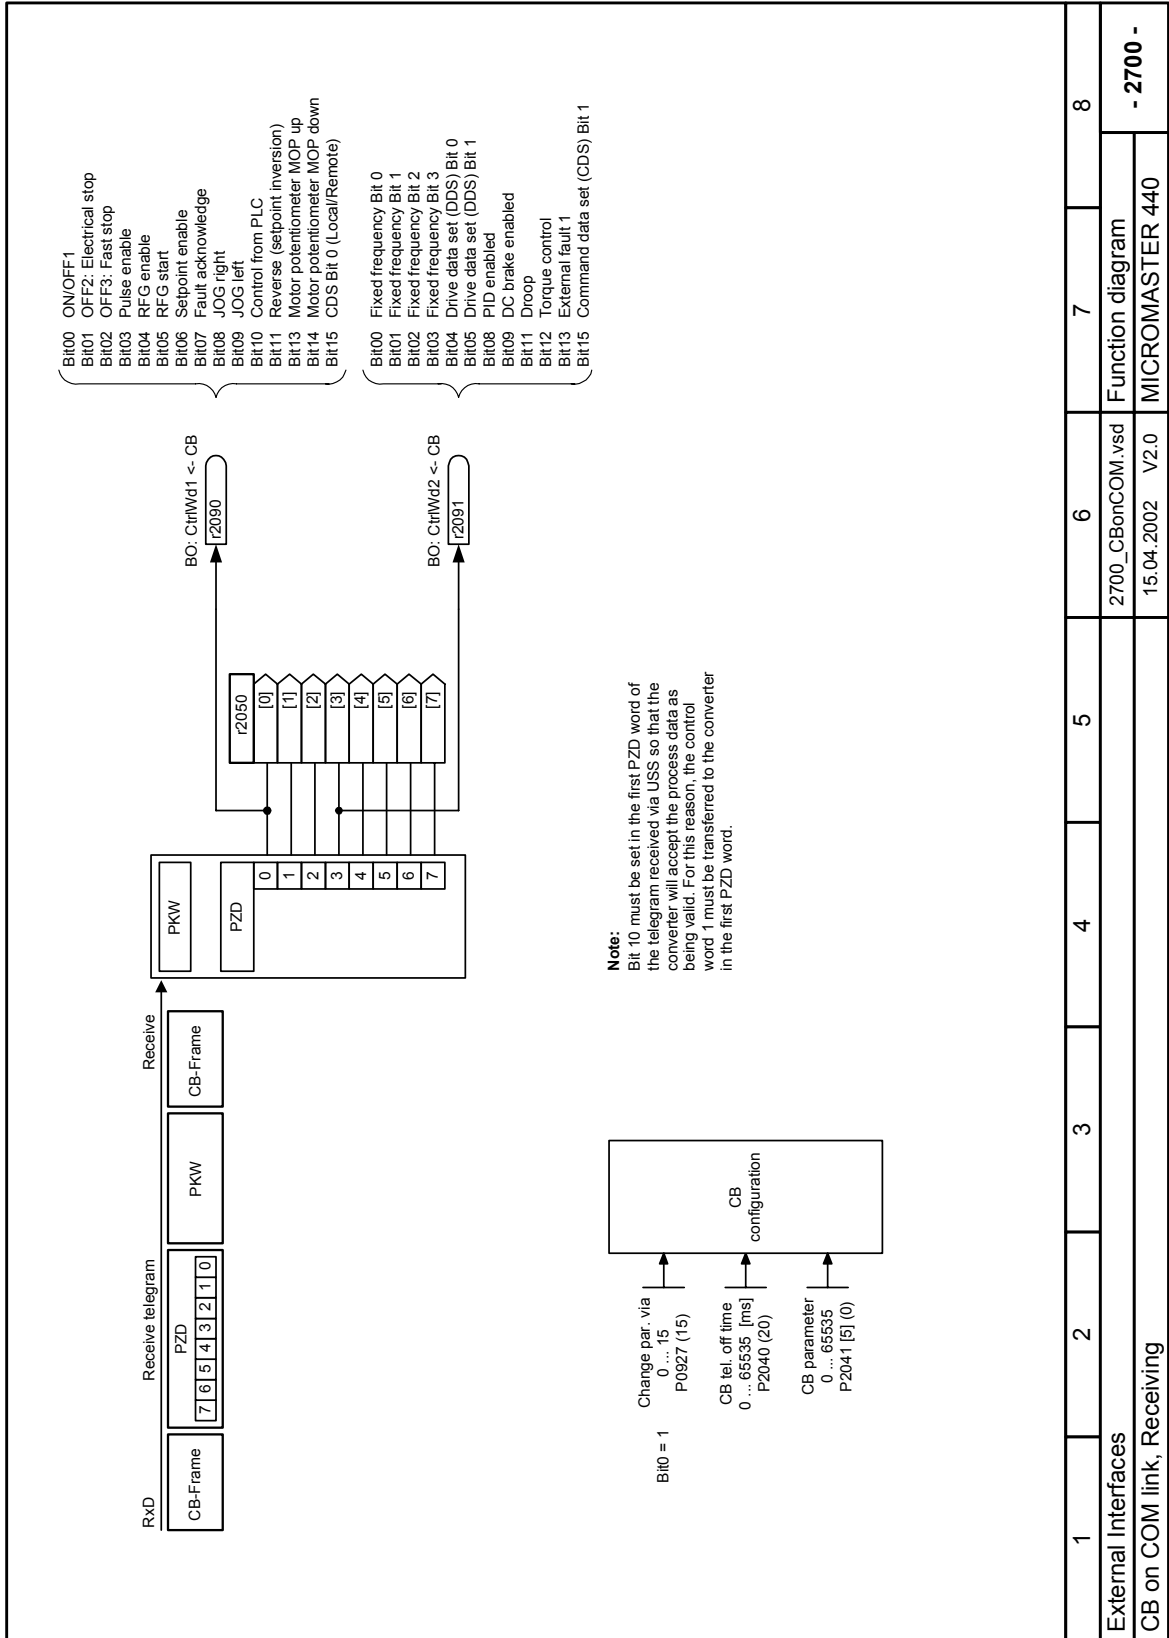 RxD
Receive telegram
Receive
CB-Frame
PZD
7 6 5 4 3 2 1 0
PKW
CB-Frame
PKW
PZD
0
1
2
3
4
5
6
7
r2050
[0]
[1]
[2]
[3]
[4]
[5]
[6]
[7]
BO: CtrlWd1 <- CB
r2090
BO: CtrlWd2 <- CB
r2091
Bit00 ON/OFF1
Bit01 OFF2: Electrical stop
Bit02 OFF3: Fast stop
Bit03 Pulse enable
Bit04 RFG enable
Bit05 RFG start
Bit06 Setpoint enable
Bit07 Fault acknowledge
Bit08 JOG right
Bit09 JOG left
Bit10 Control from PLC
Bit11 Reverse (setpoint inversion)
Bit13 Motor potentiometer MOP up
Bit14 Motor potentiometer MOP down
Bit15 CDS Bit 0 (Local/Remote)
Bit00 Fixed frequency Bit 0
Bit01 Fixed frequency Bit 1
Bit02 Fixed frequency Bit 2
Bit03 Fixed frequency Bit 3
Bit04 Drive data set (DDS) Bit 0
Bit05 Drive data set (DDS) Bit 1
Bit08 PID enabled
Bit09 DC brake enabled
Bit11 Droop
Bit12 Torque control
Bit13 External fault 1
Bit15 Command data set (CDS) Bit 1
Bit0 = 1
Change par. via
0 ... 15
P0927 (15)
CB tel. off time
0 ... 65535 [ms]
P2040 (20)
CB parameter
0 ... 65535
P2041 [5] (0)
CB
configuration
Note:
Bit 10 must be set in the first PZD word of
the telegram received via USS so that the
converter will accept the process data as
being valid. For this reason, the control
word 1 must be transferred to the converter
in the first PZD word.
1 2 3 4 5 6 7 8
External Interfaces
2700_CBonCOM.vsd
Function diagram
- 2700 -
CB on COM link, Receiving
15.04.2002 V2.0
MICROMASTER 440